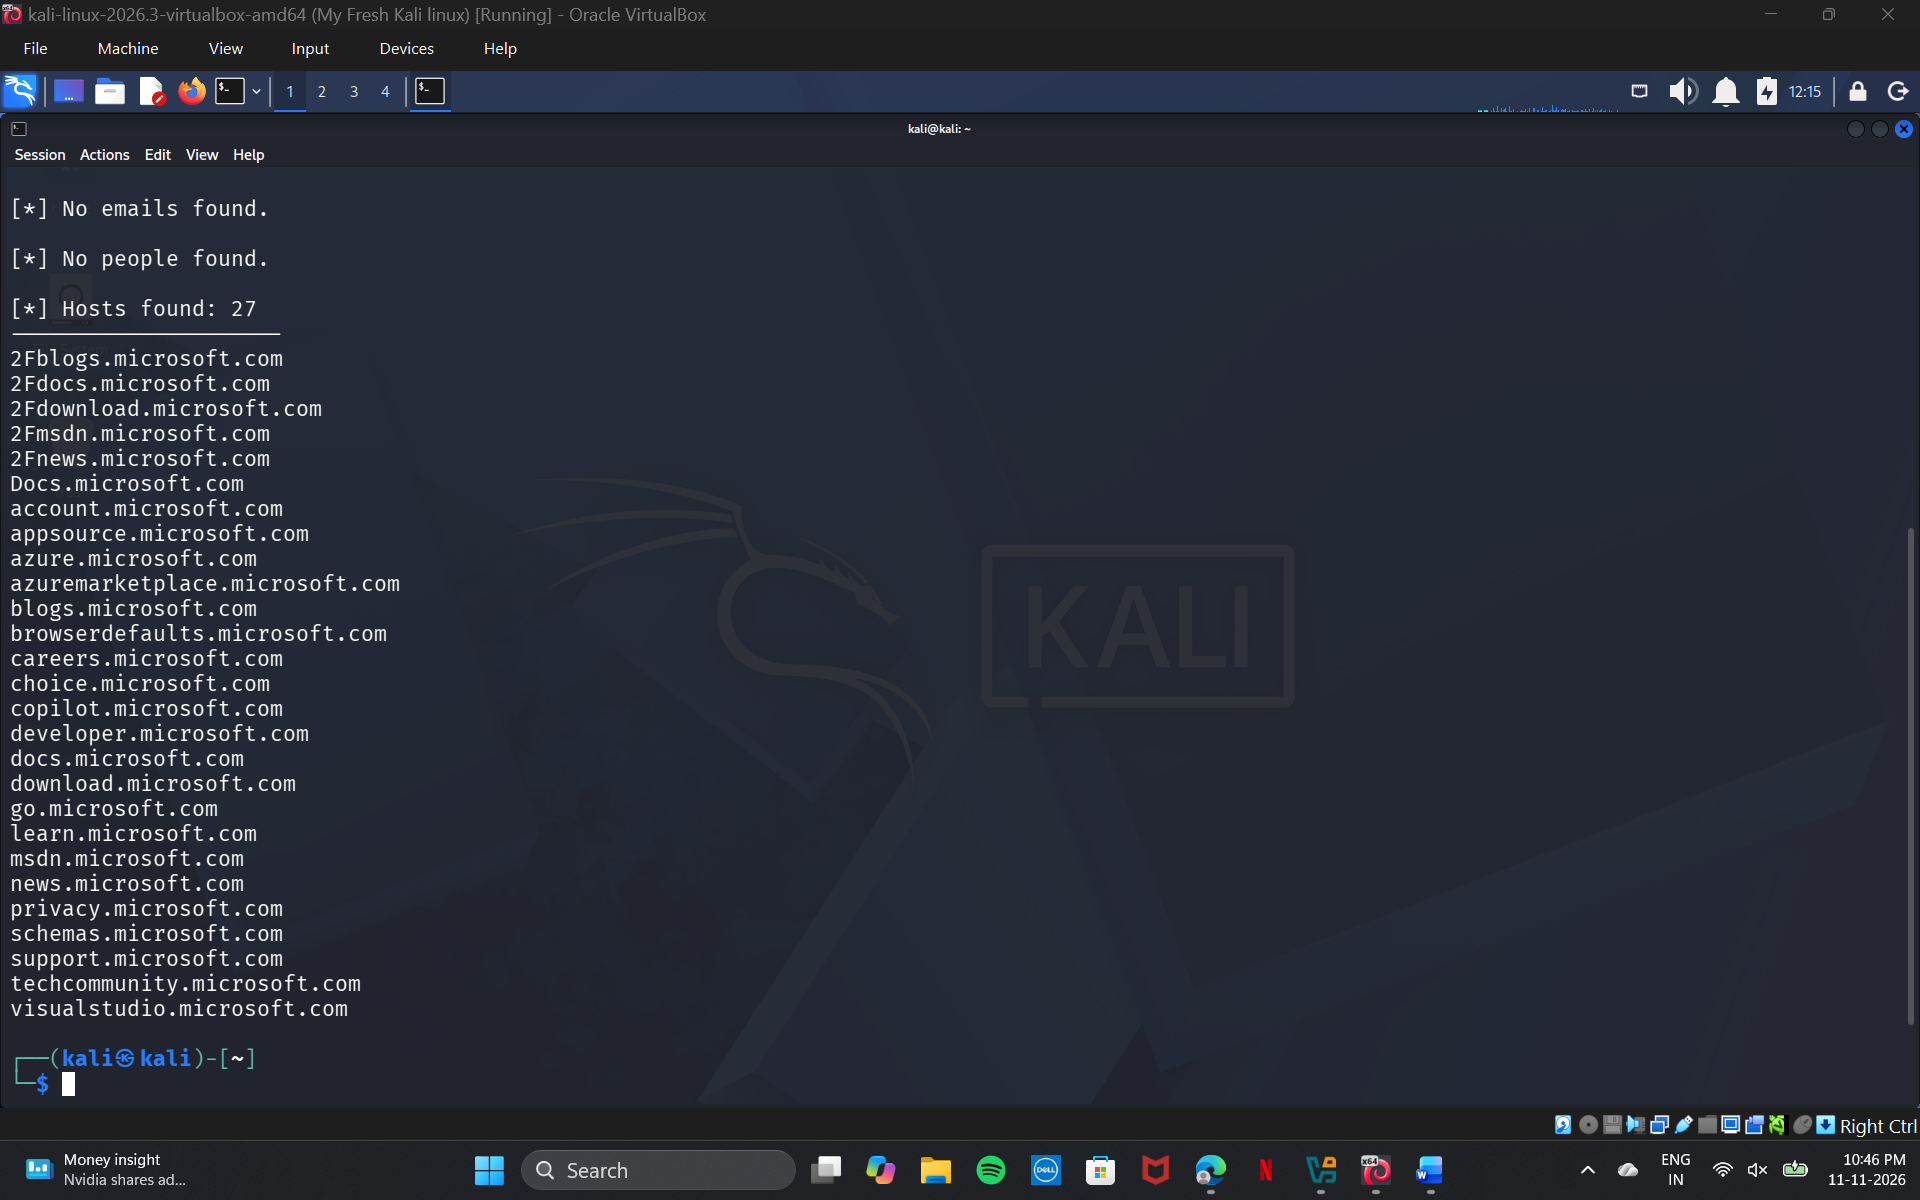 kali-linux-2026.3-virtualbox-amd64 (My Fresh Kali linux) [Running] - Oracle VirtualBox
File Machine View Input Devices Help
1 2 3 4 12:15
kali@kali: ~
Session Actions Edit View Help
[*] No emails found.
[*] No people found.
[*] Hosts found: 27
2Fblogs.microsoft.com
2Fdocs.microsoft.com
2Fdownload.microsoft.com
2Fmsdn.microsoft.com
2Fnews.microsoft.com
Docs.microsoft.com
account.microsoft.com
appsource.microsoft.com
azure.microsoft.com
azuremarketplace.microsoft.com
blogs.microsoft.com
browserdefaults.microsoft.com
careers.microsoft.com
choice.microsoft.com
copilot.microsoft.com
developer.microsoft.com
docs.microsoft.com
download.microsoft.com
go.microsoft.com
learn.microsoft.com
msdn.microsoft.com
news.microsoft.com
privacy.microsoft.com
schemas.microsoft.com
support.microsoft.com
techcommunity.microsoft.com
visualstudio.microsoft.com
KALI
┌──(kali㉿kali)-[~]
└─$
Right Ctrl
Money insight
Nvidia shares ad...
Search
DELL
ENG
IN
10:46 PM
11-11-2026